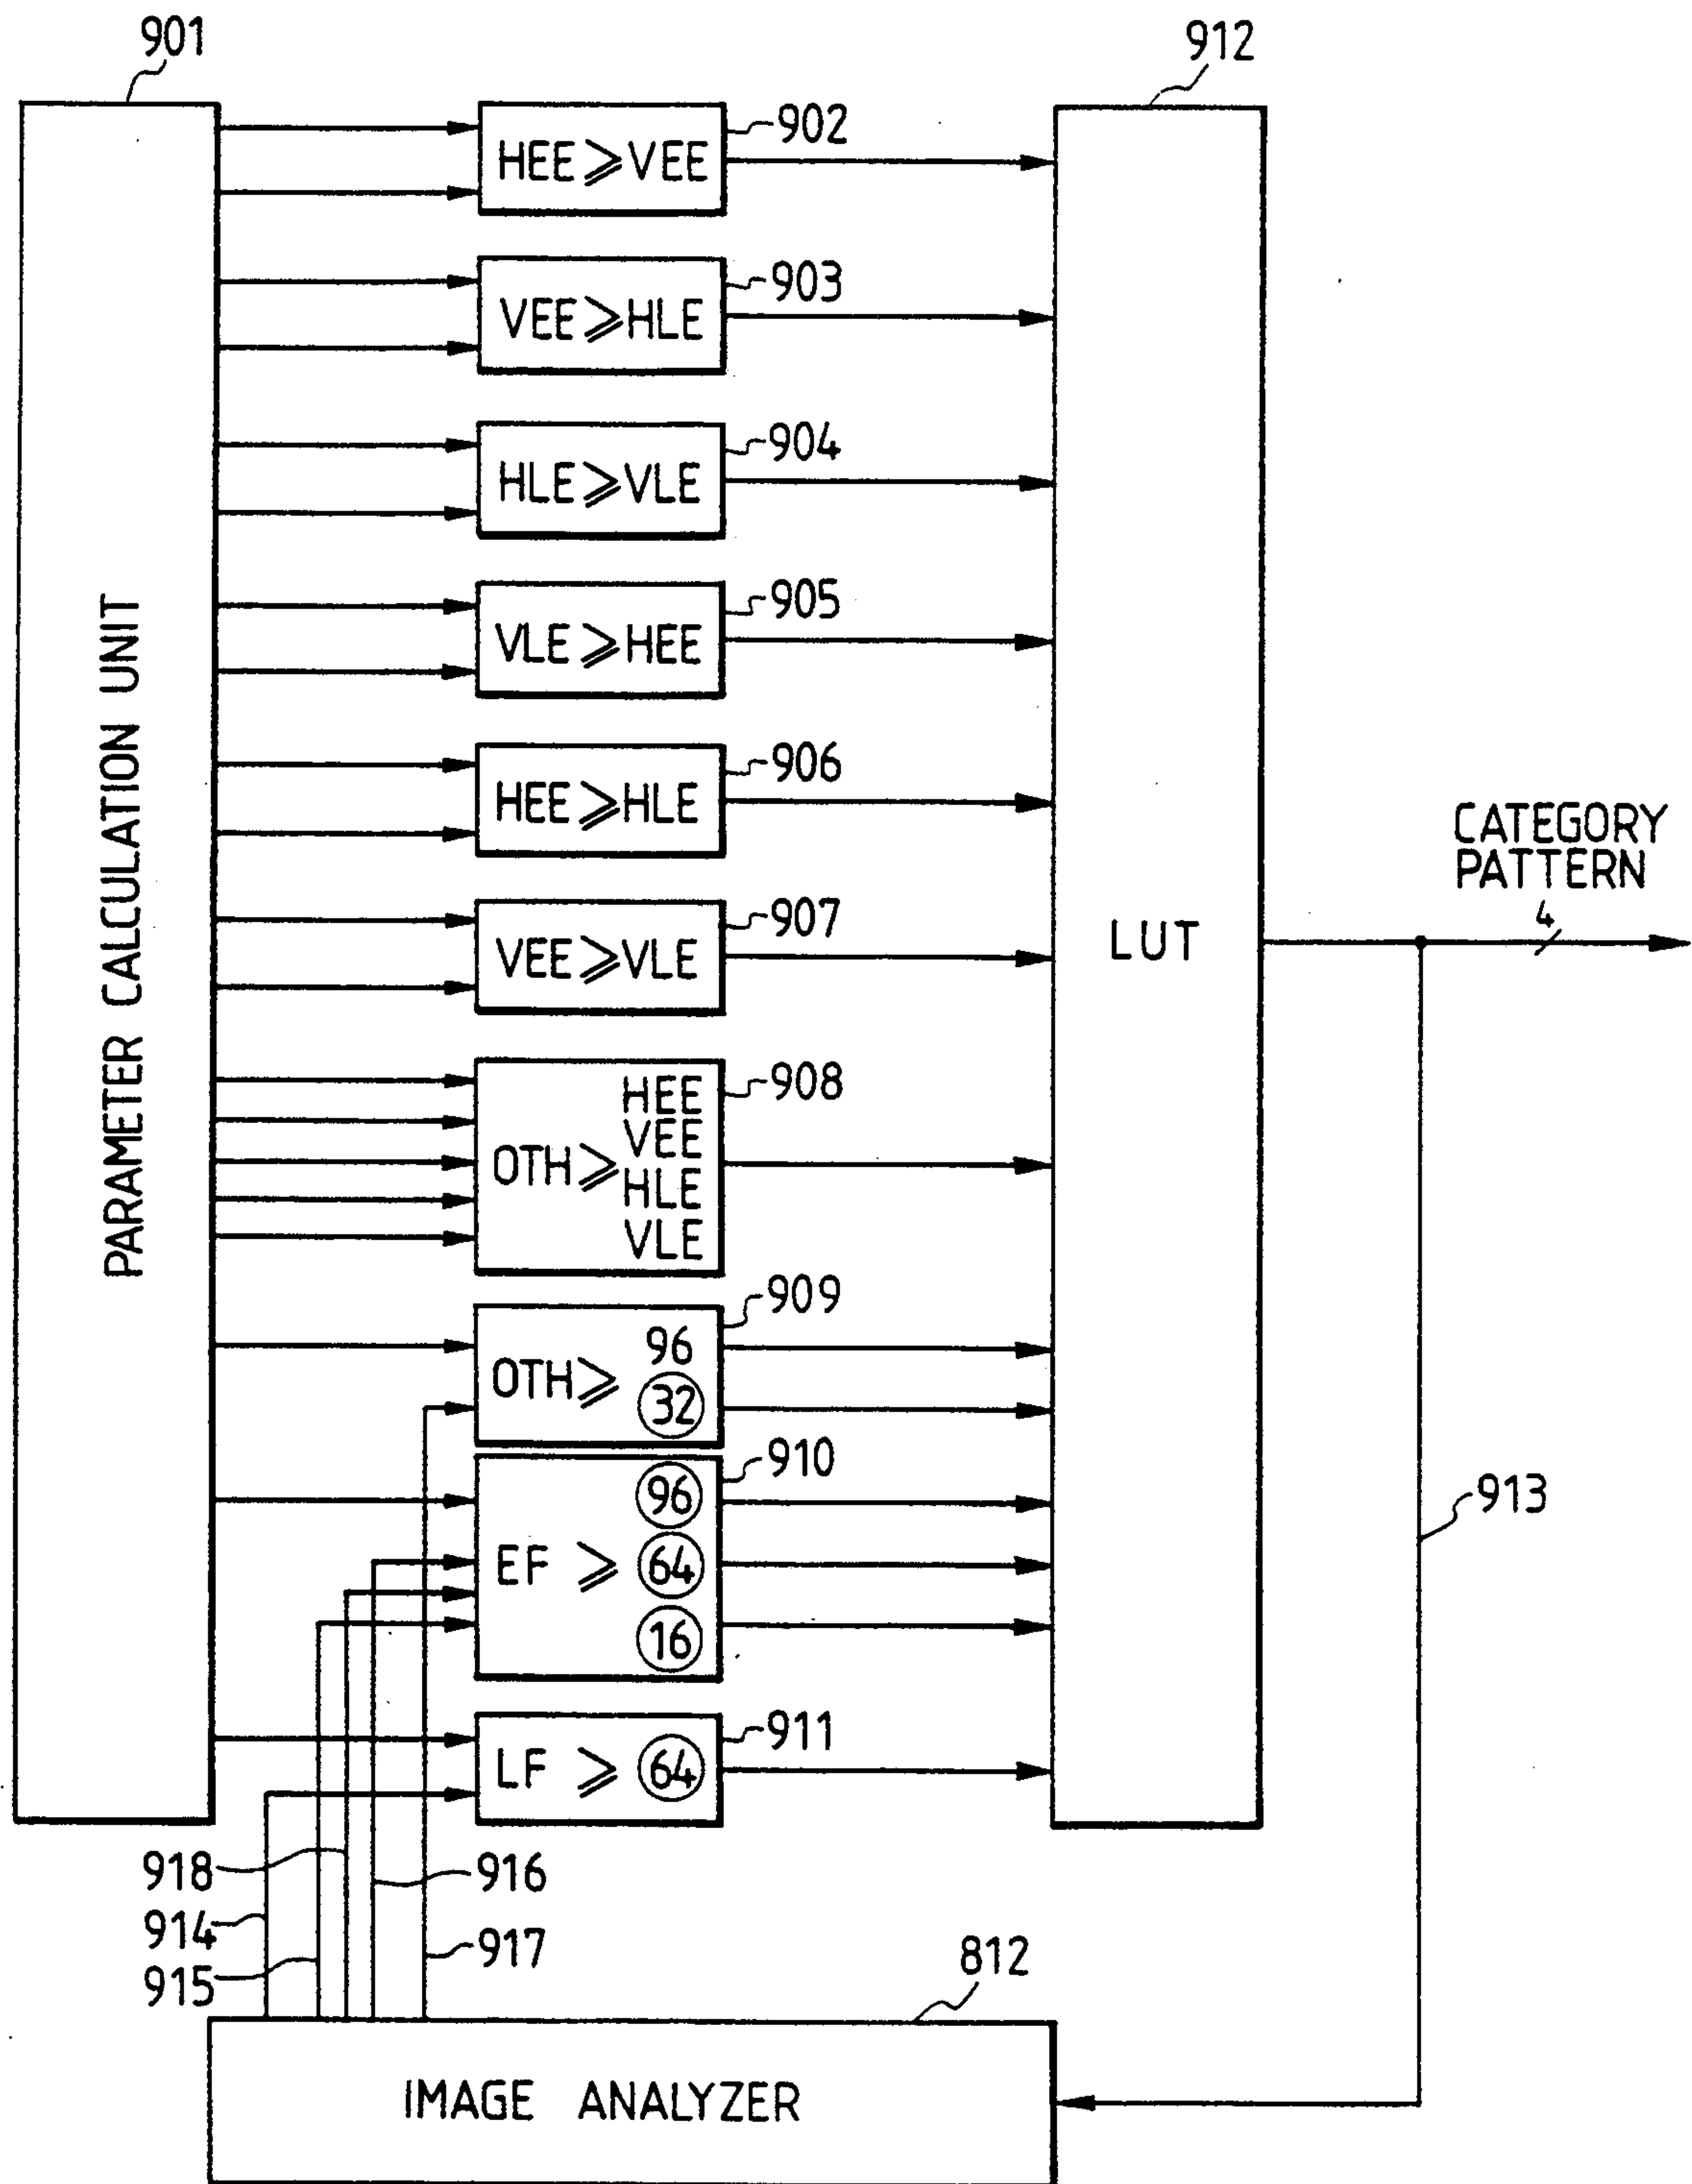 901
912
HEE ≥ VEE
902
VEE ≥ HLE
903
HLE ≥ VLE
904
VLE ≥ HEE
905
HEE ≥ HLE
906
VEE ≥ VLE
907
PARAMETER CALCULATION UNIT
LUT
CATEGORY
PATTERN
4
908
HEE
VEE
OTH ≥
HLE
VLE
909
96
OTH ≥
32
910
96
EF ≥ 64
16
913
911
LF ≥ 64
918
916
914
917
915
812
IMAGE ANALYZER